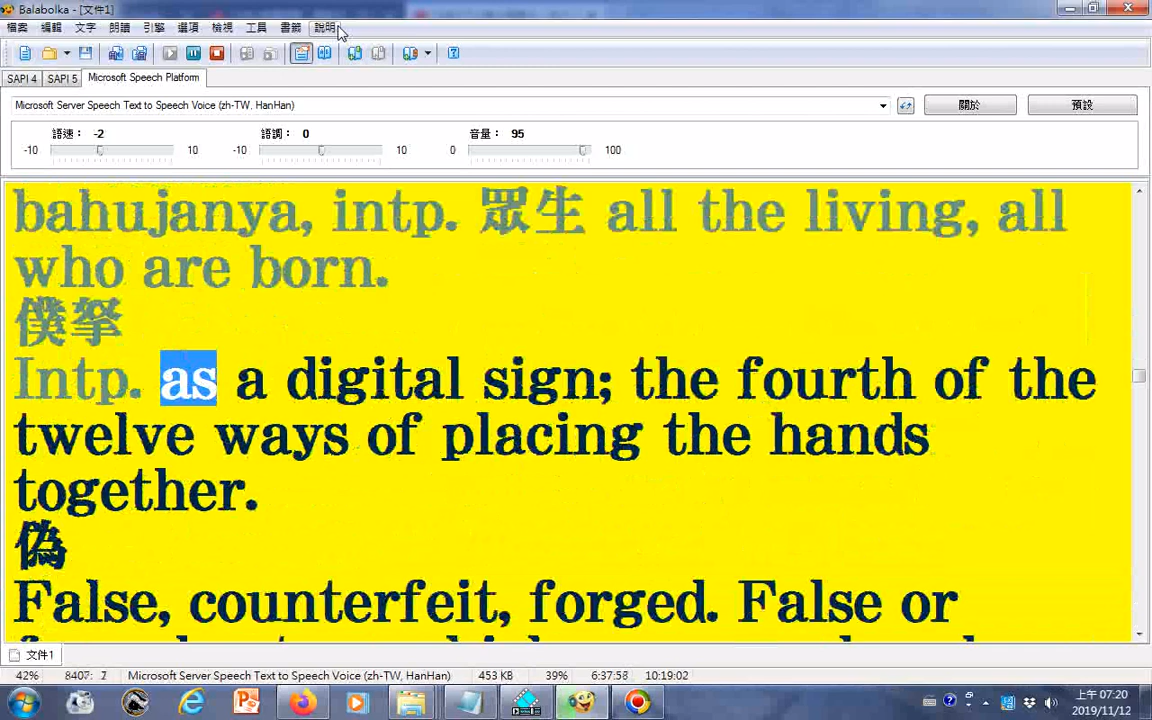 Balabolka - [文件1]
檔案 編輯 文字 朗讀 引擎 選項 檢視 工具 書籤 說明
SAPI 4 SAPI 5 Microsoft Speech Platform
Microsoft Server Speech Text to Speech Voice (zh-TW, HanHan) 關於 預設
語速： -2 語調： 0 音量： 95
-10 10 -10 10 0 100
bahujanya, intp. 眾生 all the living, all
who are born.
僕拏
Intp. as a digital sign; the fourth of the
twelve ways of placing the hands
together.
偽
False, counterfeit, forged. False or
文件1
42% 8407: Microsoft Server Speech Text to Speech Voice (zh-TW, HanHan) 453 KB 39% 6:37:58 10:19:02
上午 07:20
2019/11/12